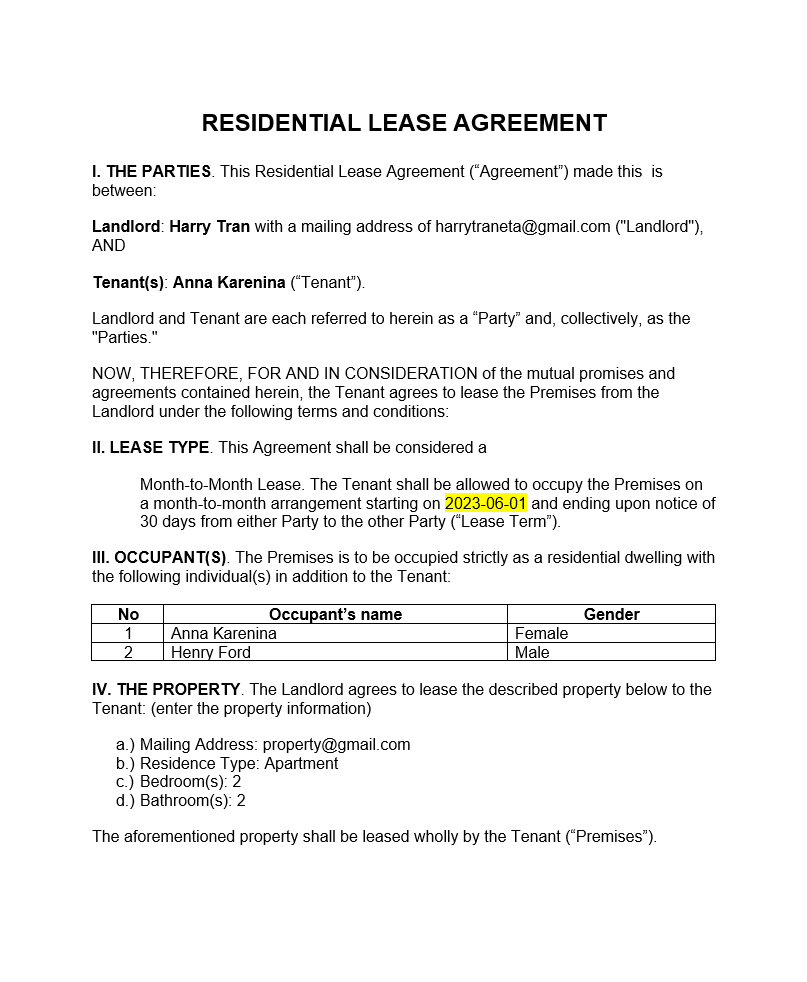 RESIDENTIAL LEASE AGREEMENT
I. THE PARTIES. This Residential Lease Agreement (“Agreement”) made this  is
between:
Landlord: Harry Tran with a mailing address of harrytraneta@gmail.com ("Landlord"),
AND
Tenant(s): Anna Karenina (“Tenant”).
Landlord and Tenant are each referred to herein as a “Party” and, collectively, as the
"Parties."
NOW, THEREFORE, FOR AND IN CONSIDERATION of the mutual promises and
agreements contained herein, the Tenant agrees to lease the Premises from the
Landlord under the following terms and conditions:
II. LEASE TYPE. This Agreement shall be considered a
Month-to-Month Lease. The Tenant shall be allowed to occupy the Premises on
a month-to-month arrangement starting on 2023-06-01 and ending upon notice of
30 days from either Party to the other Party (“Lease Term”).
III. OCCUPANT(S). The Premises is to be occupied strictly as a residential dwelling with
the following individual(s) in addition to the Tenant:
No Occupant’s name Gender
1 Anna Karenina Female
2 Henry Ford Male
IV. THE PROPERTY. The Landlord agrees to lease the described property below to the
Tenant: (enter the property information)
a.) Mailing Address: property@gmail.com
b.) Residence Type: Apartment
c.) Bedroom(s): 2
d.) Bathroom(s): 2
The aforementioned property shall be leased wholly by the Tenant (“Premises”).